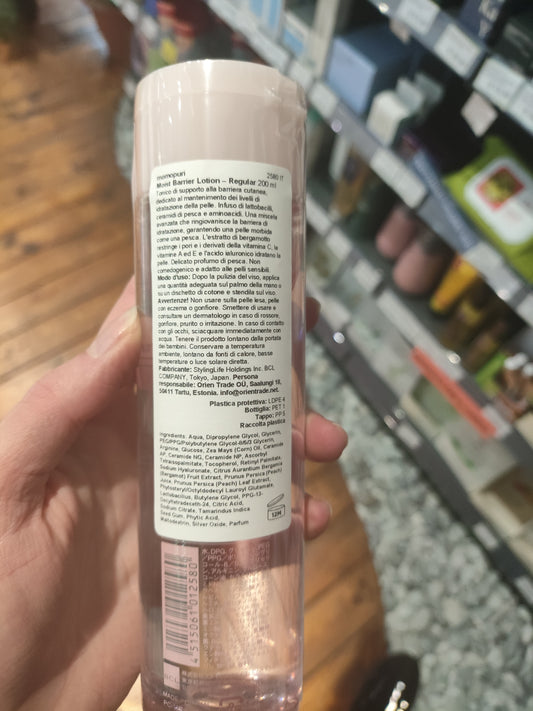 momopuri 2580 IT
Moist Barrier Lotion – Regular 200 ml
Tonico di supporto alla barriera cutanea,
dedicato al mantenimento dei livelli di
idratazione della pelle. Infuso di lattobacilli,
ceramidi di pesca e aminoacidi. Una miscela
avanzata che ringiovanisce la barriera di
idratazione, garantendo una pelle morbida
come una pesca. L'estratto di bergamotto
restringe i pori e i derivati della vitamina C, le
vitamine A ed E e l'acido ialuronico idratano la
pelle. Delicato profumo di pesca. Non
comedogenico e adatto alle pelli sensibili.
Modo d'uso: Dopo la pulizia del viso, applica
una quantità adeguata sul palmo della mano o
su un dischetto di cotone e stendila sul viso.
Avvertenze! Non usare sulla pelle lesa, pelle
con eczema o gonfiore. Smettere di usare e
consultare un dermatologo in caso di rossore,
gonfiore, prurito o irritazione. In caso di contatto
con gli occhi, sciacquare immediatamente con
acqua. Tenere il prodotto lontano dalla portata
dei bambini. Conservare a temperatura
ambiente, lontano da fonti di calore, basse
temperature o luce solare diretta.
Fabbricante: StylingLife Holdings Inc. BCL
COMPANY, Tokyo, Japan. Persona
responsabile: Orien Trade OÜ, Saalungi 18,
50411 Tartu, Estonia. info@orientrade.net.
Plastica protettiva: LDPE 4
Bottiglia: PET 1
Tappo: PP 5
Raccolta plastica
Ingredients: Aqua, Dipropylene Glycol, Glycerin,
PEG/PPG/Polybutylene Glycol-8/5/3 Glycerin,
Arginine, Glucose, Zea Mays (Corn) Oil, Ceramide
AP, Ceramide NG, Ceramide NP, Ascorbyl
Tetraisopalmitate, Tocopherol, Retinyl Palmitate,
Sodium Hyaluronate, Citrus Aurantium Bergamia
(Bergamot) Fruit Extract, Prunus Persica (Peach)
Juice, Prunus Persica (Peach) Leaf Extract,
Phytosteryl/Octyldodecyl Lauroyl Glutamate,
Lactobacillus, Butylene Glycol, PPG-13-
Decyltetradeceth-24, Citric Acid,
Sodium Citrate, Tamarindus Indica
Seed Gum, Phytic Acid,
Maltodextrin, Silver Oxide, Parfum
12M
水、DPG、グ
4 515061 012580